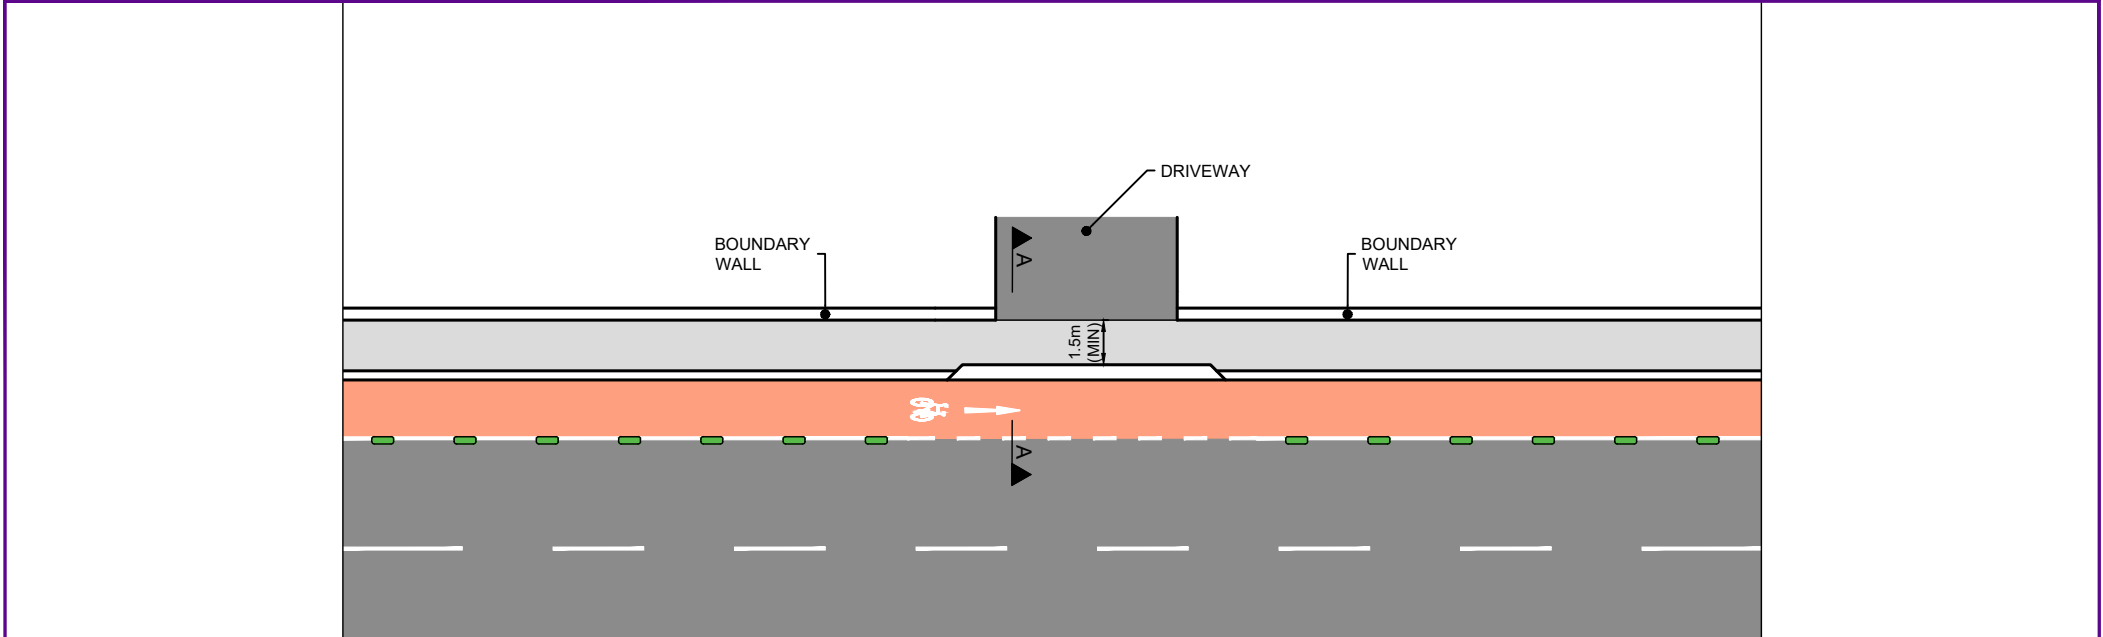 DRIVEWAY
BOUNDARY
WALL
BOUNDARY
WALL
A
1.5m
(MIN)
A